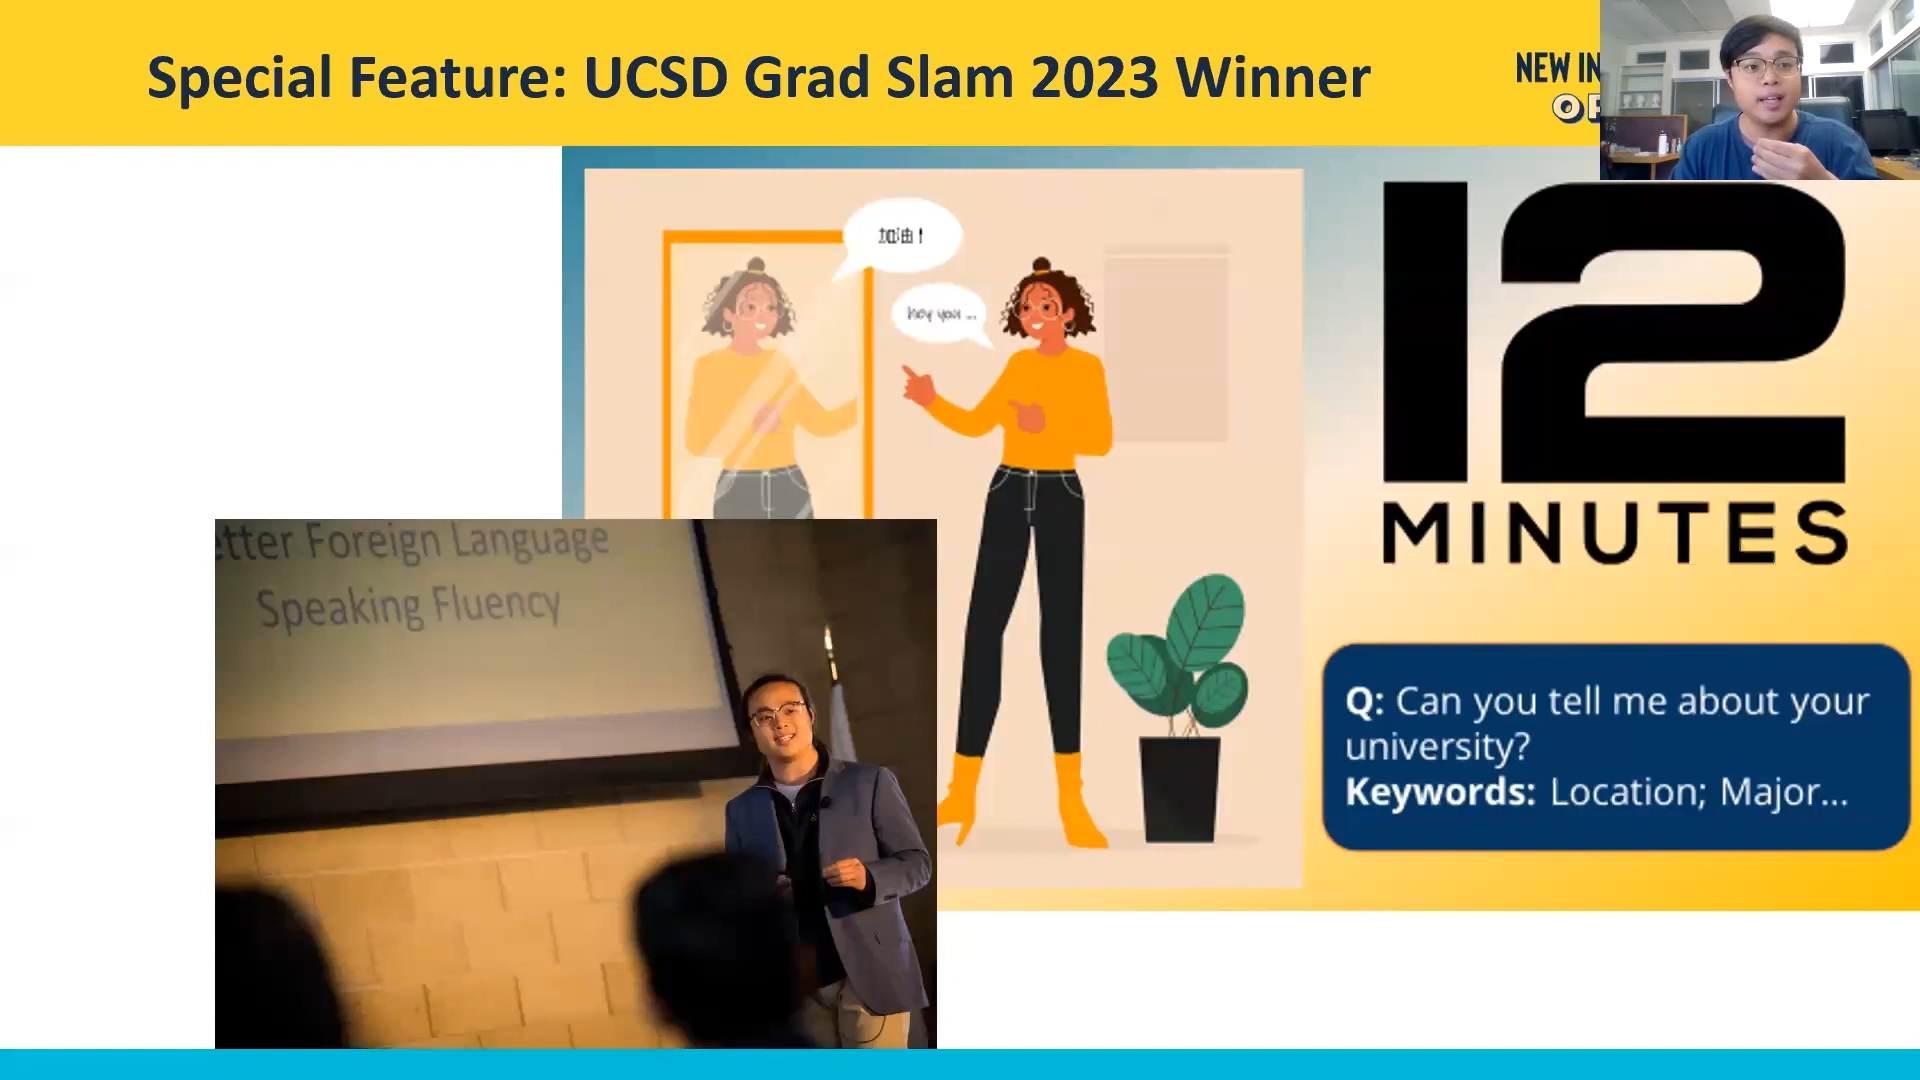 Special Feature: UCSD Grad Slam 2023 Winner
NEW IN
加油！
hey you ...
12
MINUTES
Foreign Language
Speaking Fluency
Q: Can you tell me about your
university?
Keywords: Location; Major...